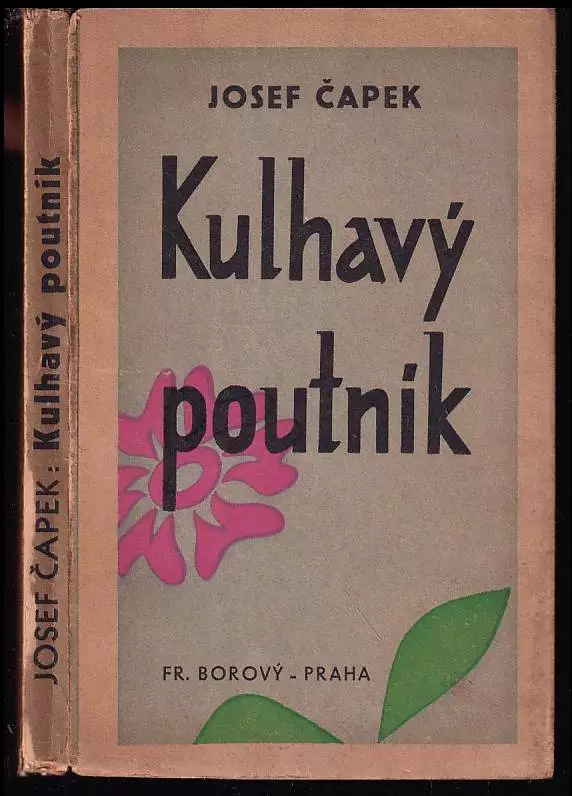 JOSEF ČAPEK: Kulhavý poutník
JOSEF ČAPEK
Kulhavý
poutník
FR. BOROVÝ - PRAHA